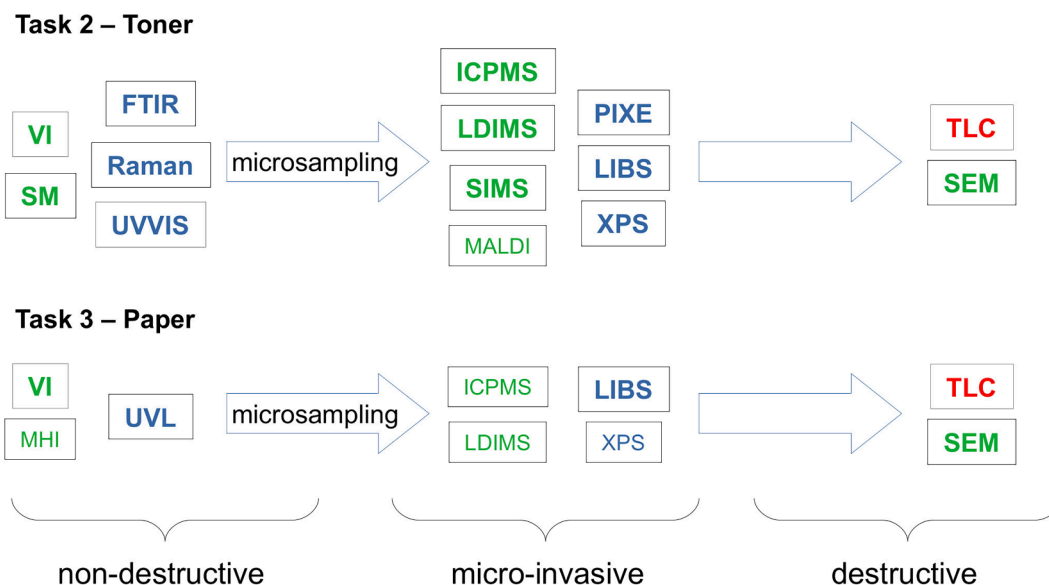 Task 2 – Toner
VI
SM
FTIR
Raman
UVVIS
microsampling
ICPMS
LDIMS
SIMS
MALDI
PIXE
LIBS
XPS
TLC
SEM
Task 3 – Paper
VI
MHI
UVL
microsampling
ICPMS
LDIMS
LIBS
XPS
TLC
SEM
non-destructive
micro-invasive
destructive